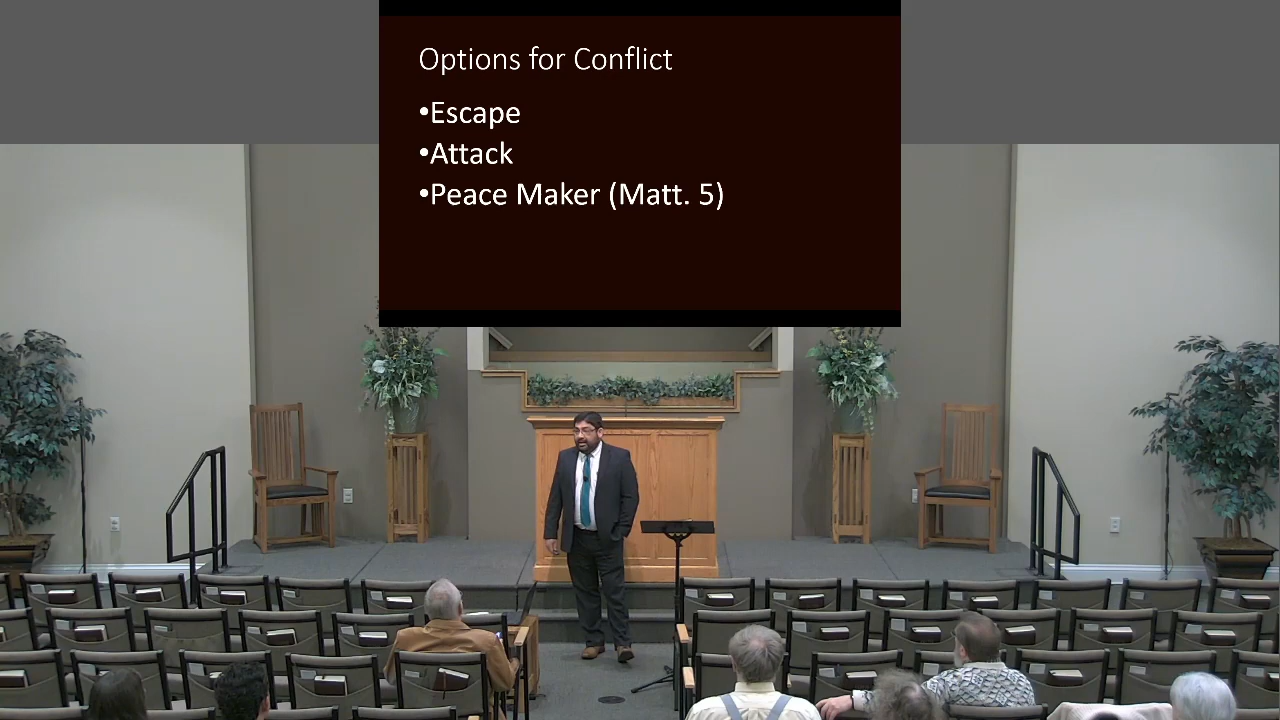 Options for Conflict
•Escape
•Attack
•Peace Maker (Matt. 5)